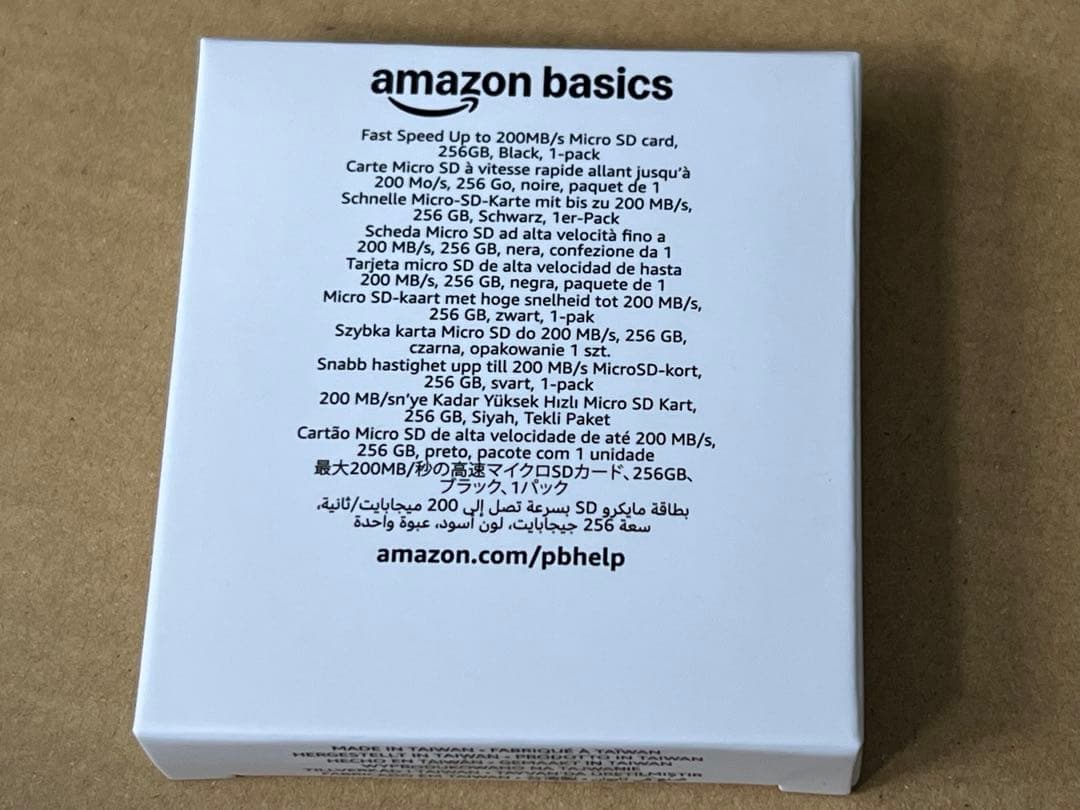 amazon basics
Fast Speed Up to 200MB/s Micro SD card,
256GB, Black, 1-pack
Carte Micro SD à vitesse rapide allant jusqu'à
200 Mo/s, 256 Go, noire, paquet de 1
Schnelle Micro-SD-Karte mit bis zu 200 MB/s,
256 GB, Schwarz, 1er-Pack
Scheda Micro SD ad alta velocità fino a
200 MB/s, 256 GB, nera, confezione da 1
Tarjeta micro SD de alta velocidad de hasta
200 MB/s, 256 GB, negra, paquete de 1
Micro SD-kaart met hoge snelheid tot 200 MB/s,
256 GB, zwart, 1-pak
Szybka karta Micro SD do 200 MB/s, 256 GB,
czarna, opakowanie 1 szt.
Snabb hastighet upp till 200 MB/s MicroSD-kort,
256 GB, svart, 1-pack
200 MB/sn'ye Kadar Yüksek Hızlı Micro SD Kart,
256 GB, Siyah, Tekli Paket
Cartão Micro SD de alta velocidade de até 200 MB/s,
256 GB, preto, pacote com 1 unidade
最大200MB/秒の高速マイクロSDカード、256GB、
ブラック、1パック
بطاقة مايكرو SD بسرعة تصل إلى 200 ميجابايت/ثانية،
سعة 256 جيجابايت، لون أسود، عبوة واحدة
amazon.com/pbhelp
MADE IN TAIWAN - FABRIQUÉ À TAÏWAN
HERGESTELLT IN TAIWAN - PRODOTTO IN TAIWAN
HECHO EN TAIWÁN - GEMAAKT IN TAIWAN
NA TAJWANIE